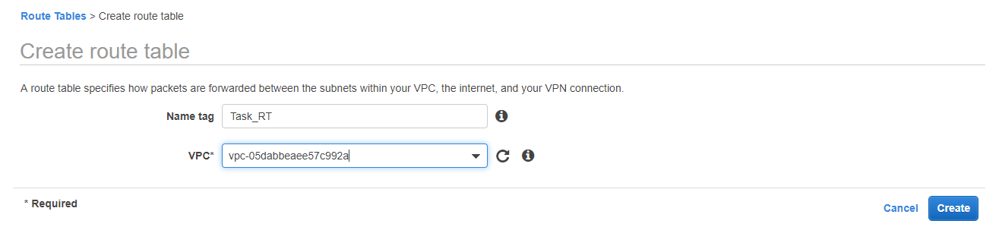 Route Tables > Create route table
Create route table
A route table specifies how packets are forwarded between the subnets within your VPC, the internet, and your VPN connection.
Name tag Task_RT
VPC* vpc-05dabbeaee57c992a
* Required
Cancel Create